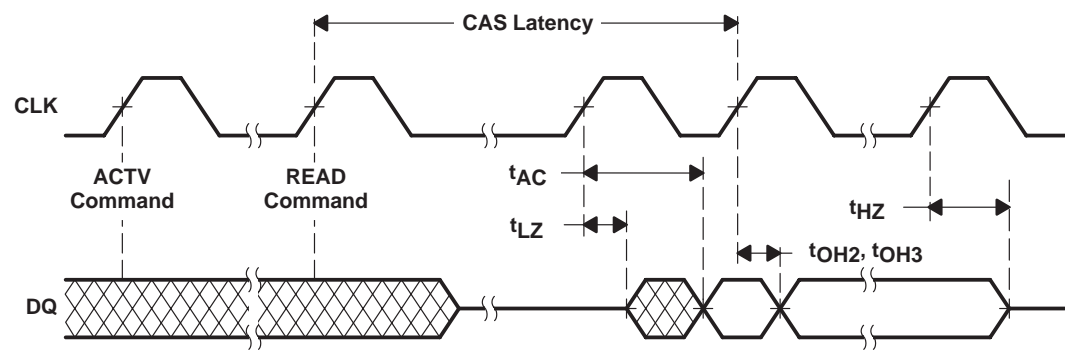 CAS Latency
CLK
ACTV
Command
READ
Command
tAC
tLZ
tHZ
tOH2, tOH3
DQ